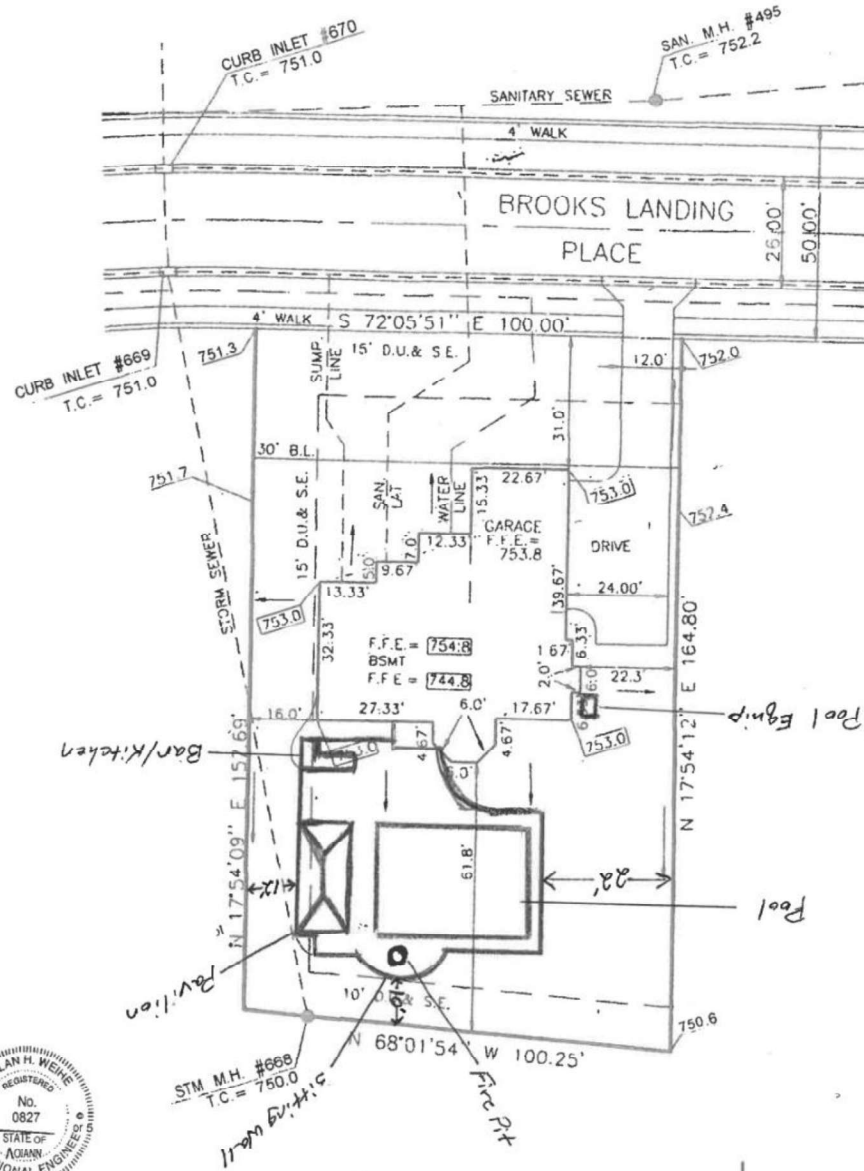 CURB INLET #670
T.C. = 751.0
SAN. M.H. #495
T.C. = 752.2
SANITARY SEWER
4' WALK
BROOKS LANDING
PLACE
26.00'
50.00'
4' WALK
S 72°05'51" E 100.00'
CURB INLET #669
T.C. = 751.0
751.3
SUMP
LINE
15' D.U.& S.E.
12.0'
752.0
31.0'
30' B.L.
751.7
STORM SEWER
15' D.U.& S.E.
SAN.
LAT
WATER
LINE
15.33'
22.67'
753.0
752.4
GARAGE
F.F.E. =
753.8
DRIVE
12.33'
7.0'
9.67'
5.0'
13.33'
39.67'
24.00'
753.0
32.33'
F.F.E. = 754.8
BSMT
F.F.E = 744.8
1.67'
6.33'
2.0'
6.0'
22.3'
N 17°54'12" E 164.80'
16.0'
27.33'
6.0'
17.67'
Pool Equip
Bar/Kitchen
753.0
4.67'
6.0'
4.67'
753.0
N 17°54'09" E 157.69'
61.8'
12'
22'
Pool
Pavilion
10' D.U & S.E.
10'
N 68°01'54" W 100.25'
750.6
STM M.H. #668
T.C. = 750.0
Sitting Wall
Fire Pit
REGISTERED
No.
0827
STATE OF